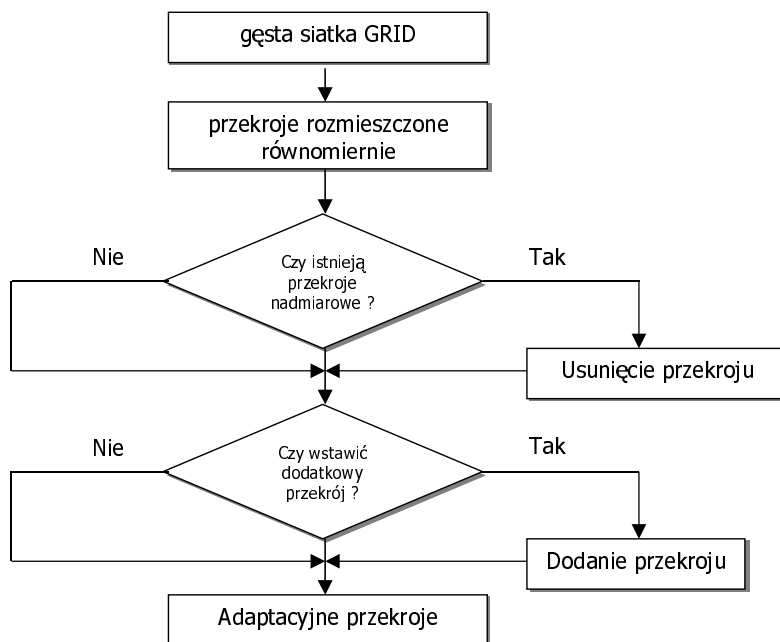 gęsta siatka GRID
przekroje rozmieszczone
równomiernie
Nie
Tak
Czy istnieją
przekroje
nadmiarowe ?
Usunięcie przekroju
Nie
Tak
Czy wstawić
dodatkowy
przekrój ?
Dodanie przekroju
Adaptacyjne przekroje